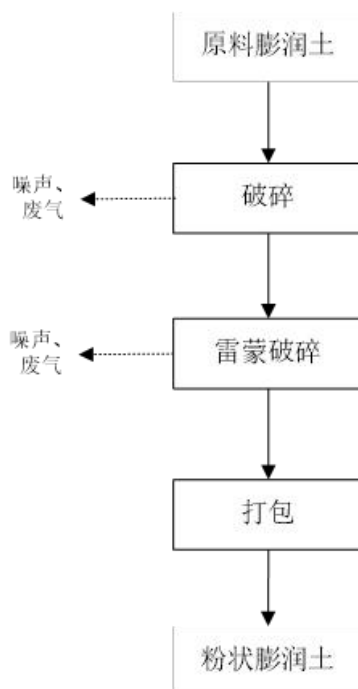 原料膨润土
噪声、
废气
破碎
噪声、
废气
雷蒙破碎
打包
粉状膨润土